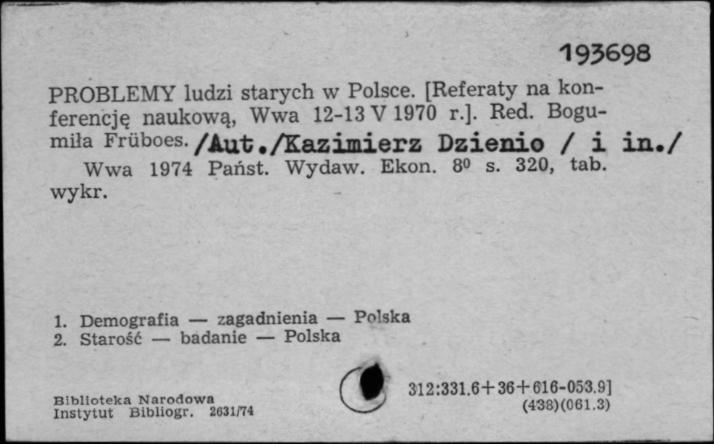 193698
PROBLEMY ludzi starych w Polsce. [Referaty na kon-
ferencję naukową, Wwa 12-13 V 1970 r.]. Red. Bogu-
miła Früboes. /Aut./Kazimierz Dzienio / i in./
Wwa 1974 Państ. Wydaw. Ekon. 8º s. 320, tab.
wykr.
1. Demografia — zagadnienia — Polska
2. Starość — badanie — Polska
312:331.6+36+616-053.9]
(438)(061.3)
Biblioteka Narodowa
Instytut Bibliogr. 2631/74